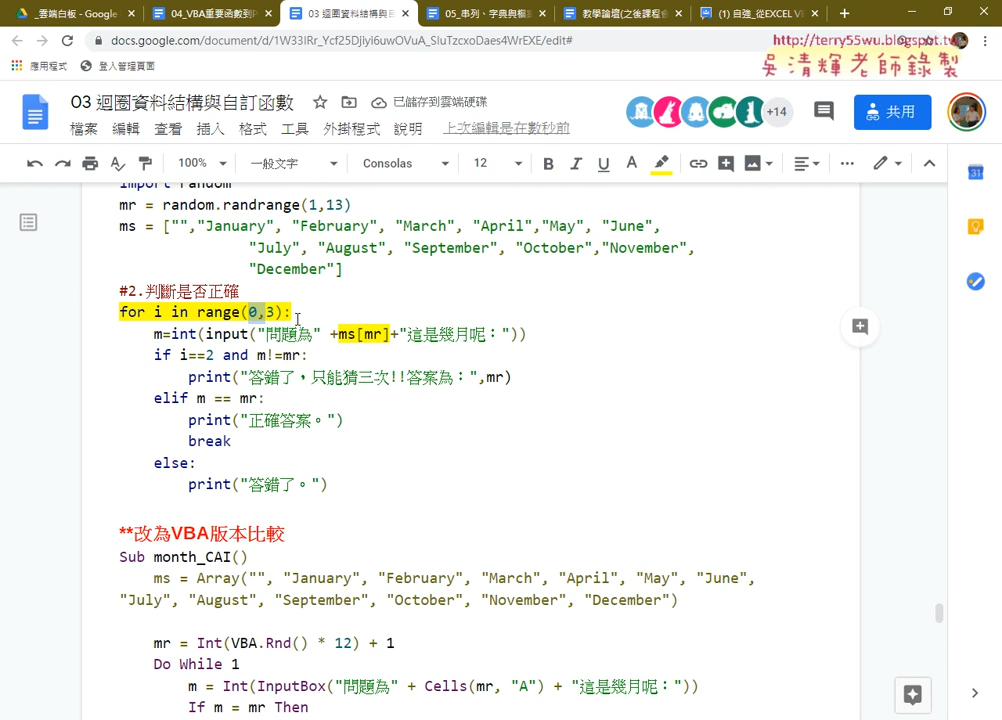 _雲端白板 - Google
04_VBA重要函數到P
03 迴圈資料結構與自
05_串列、字典與檔
教學論壇(之後課程會
(1) 自強_從EXCEL VB
docs.google.com/document/d/1W33IRr_Ycf25Djiyi6uwOVuA_SluTzcxoDaes4WrEXE/edit#
http://terry55wu.blogspot.tw
應用程式
登入管理頁面
吳清輝老師錄製
03 迴圈資料結構與自訂函數
已儲存到雲端硬碟
檔案 編輯 查看 插入 格式 工具 外掛程式 說明 上次編輯是在數秒前
+14
共用
100% 一般文字 Consolas 12
B I U A
31
import random
mr = random.randrange(1,13)
ms = ["","January", "February", "March", "April","May", "June",
"July", "August", "September", "October","November",
"December"]
#2.判斷是否正確
for i in range(0,3):
m=int(input("問題為" +ms[mr]+"這是幾月呢："))
if i==2 and m!=mr:
print("答錯了，只能猜三次!!答案為：",mr)
elif m == mr:
print("正確答案。")
break
else:
print("答錯了。")
**改為VBA版本比較
Sub month_CAI()
ms = Array("", "January", "February", "March", "April", "May", "June",
"July", "August", "September", "October", "November", "December")
mr = Int(VBA.Rnd() * 12) + 1
Do While 1
m = Int(InputBox("問題為" + Cells(mr, "A") + "這是幾月呢："))
If m = mr Then